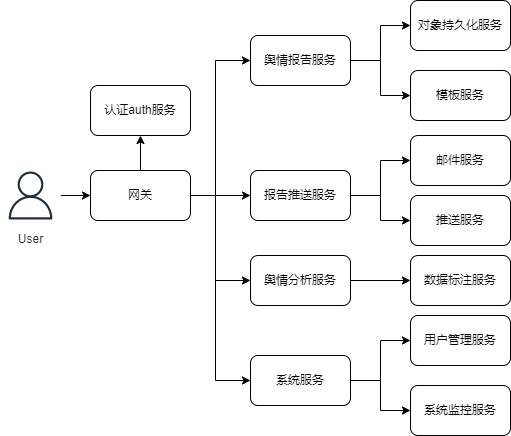 对象持久化服务
舆情报告服务
模板服务
认证auth服务
邮件服务
网关
报告推送服务
推送服务
User
舆情分析服务
数据标注服务
用户管理服务
系统服务
系统监控服务